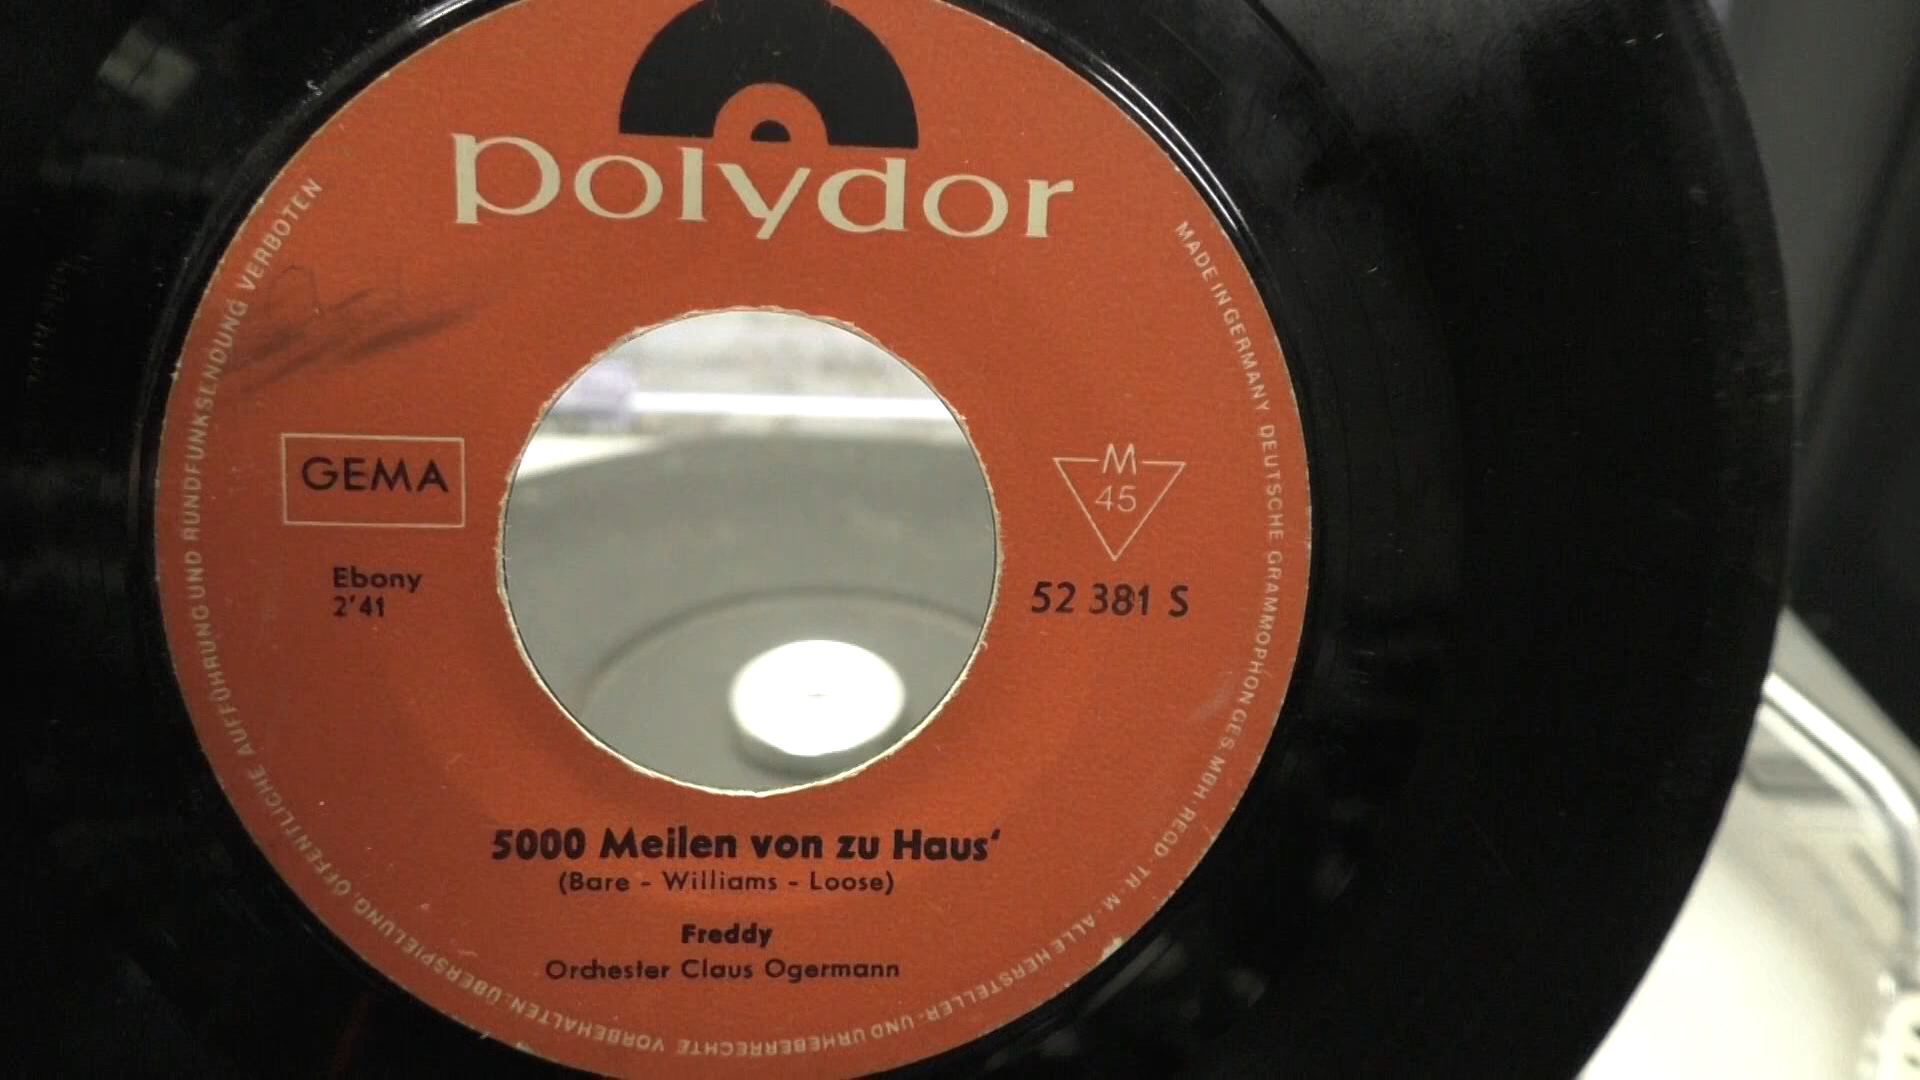 polydor
GEMA
M
45
Ebony
2'41
52 381 S
5000 Meilen von zu Haus'
(Bare - Williams - Loose)
Freddy
Orchester Claus Ogermann
MADE IN GERMANY. DEUTSCHE GRAMMOPHON GES. MBH · REGD. TR. M · ALLE HERSTELLER- UND URHEBERRECHTE VORBEHALTEN. ÜBERSPIELUNG, ÖFFENTLICHE AUFFÜHRUNG UND RUNDFUNKSENDUNG VERBOTEN